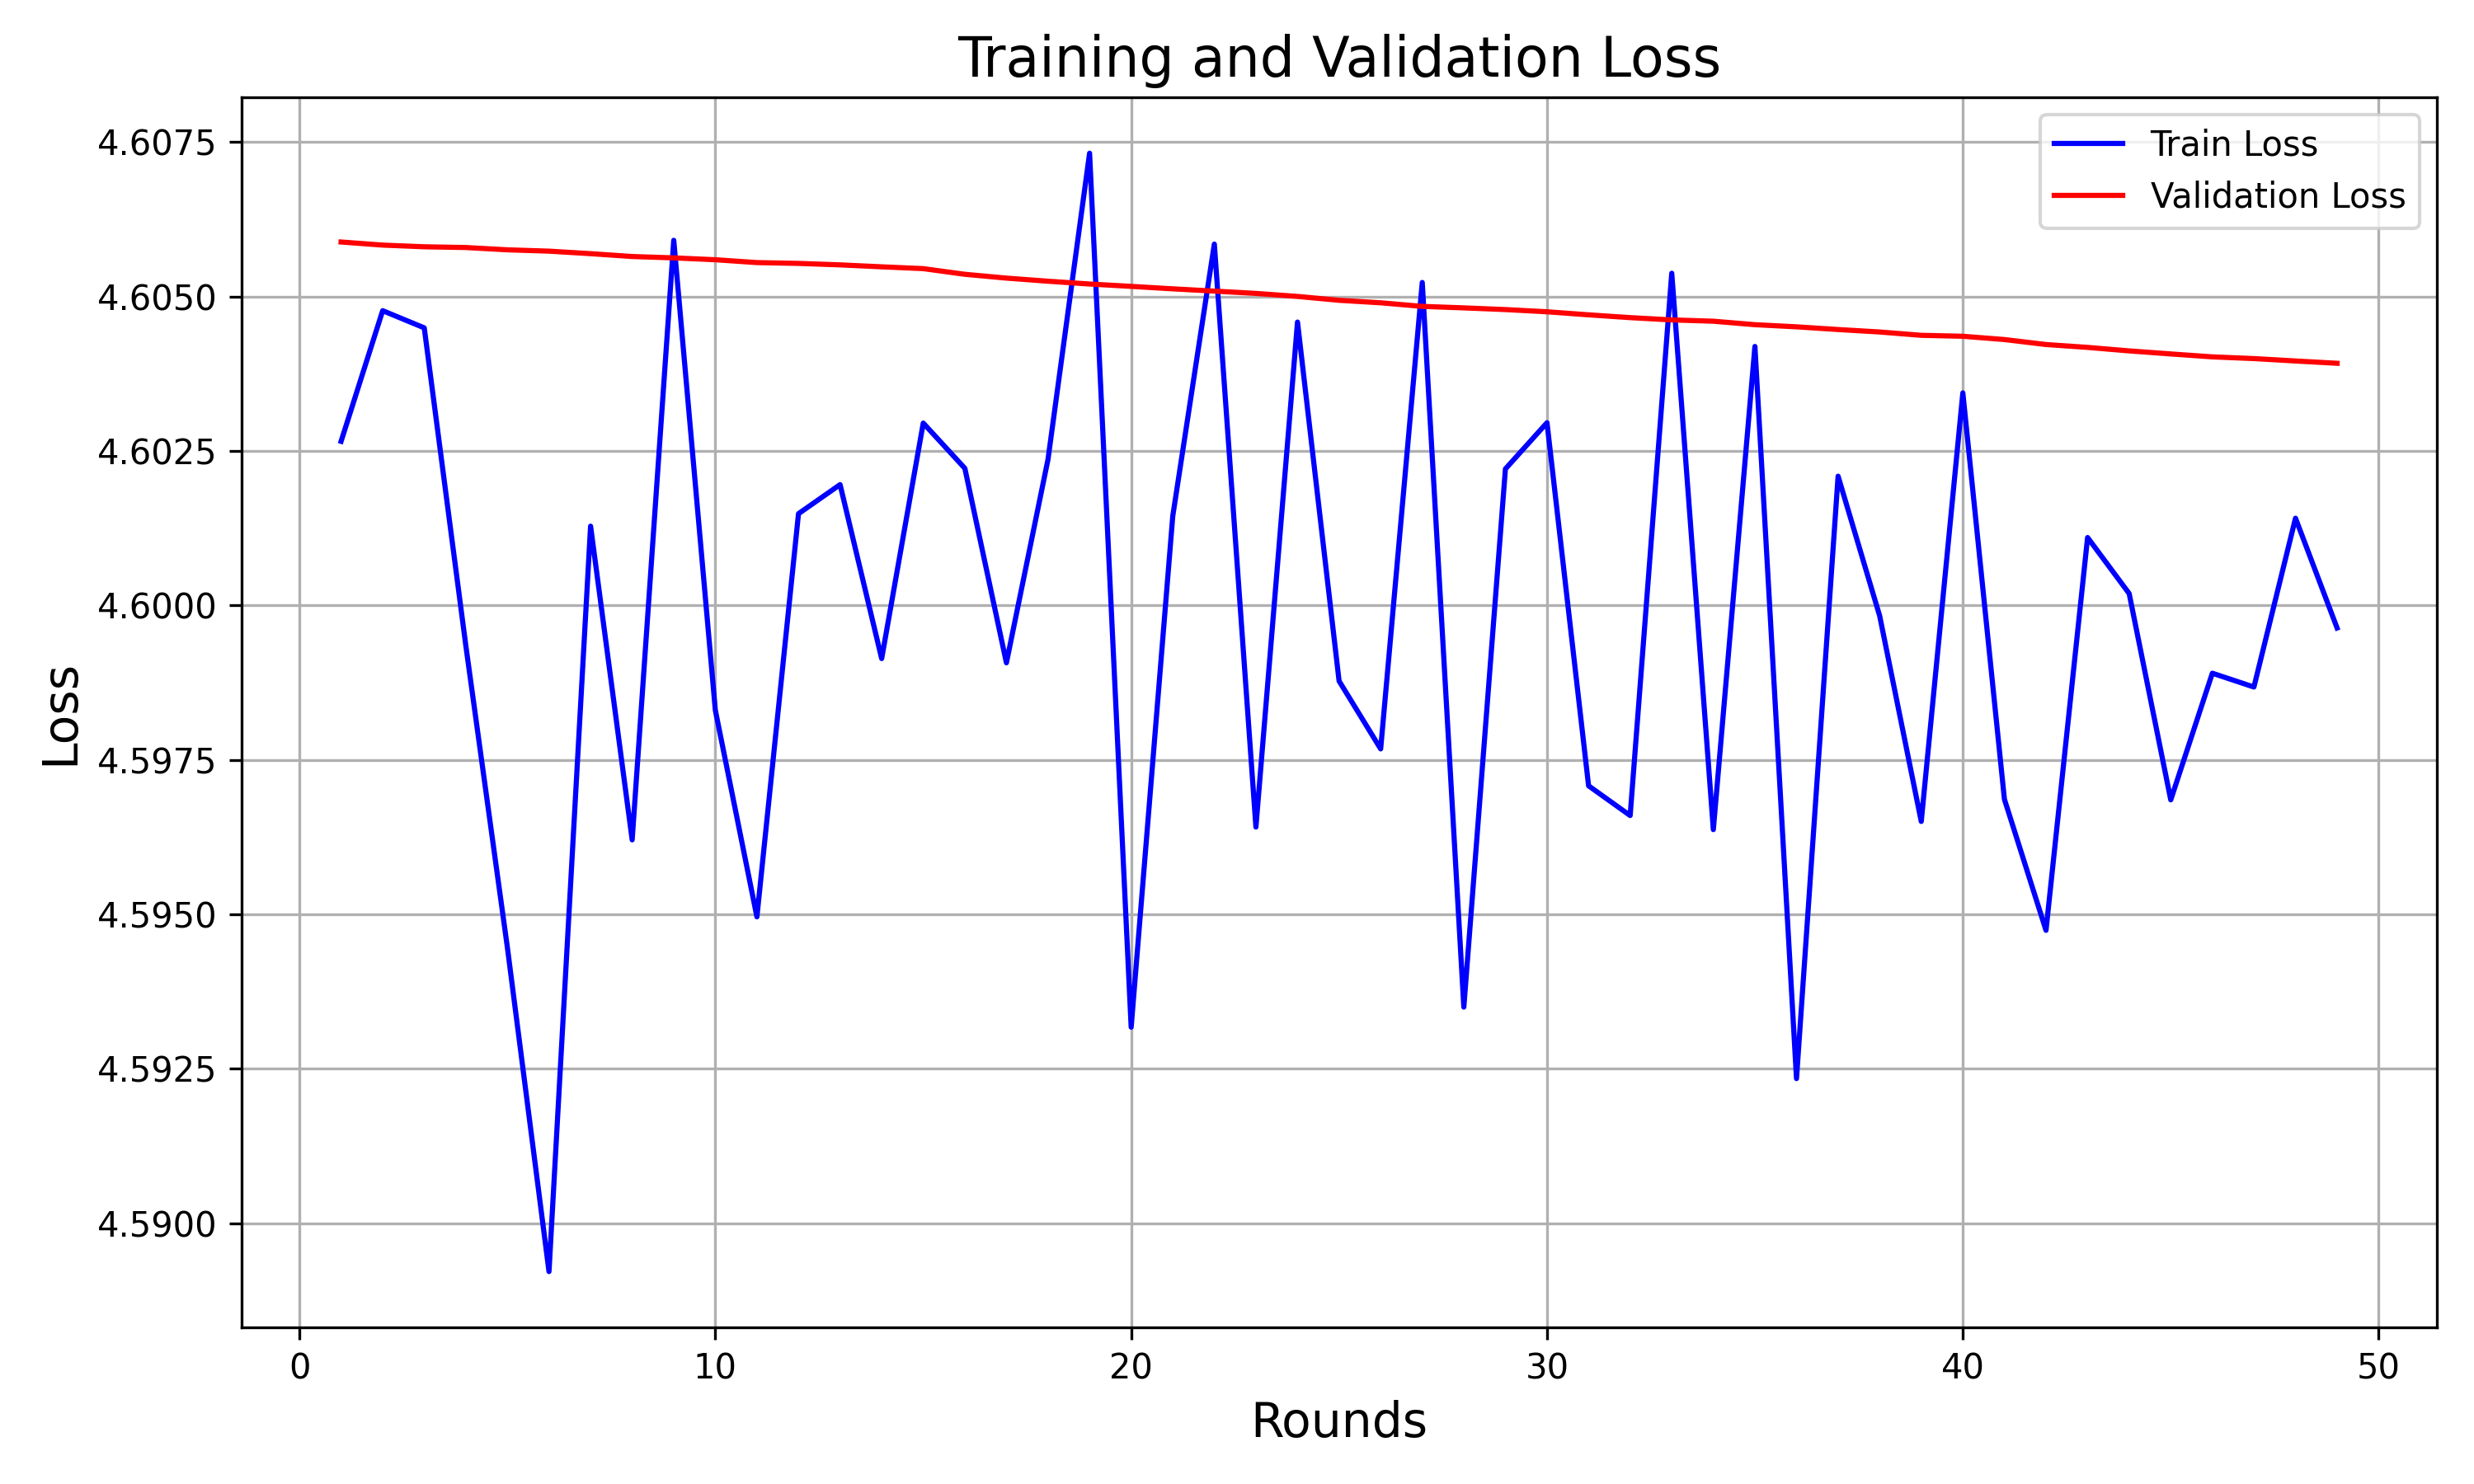 Training and Validation Loss
4.6075
4.6050
4.6025
4.6000
4.5975
4.5950
4.5925
4.5900
Loss
Train Loss
Validation Loss
0 10 20 30 40 50
Rounds